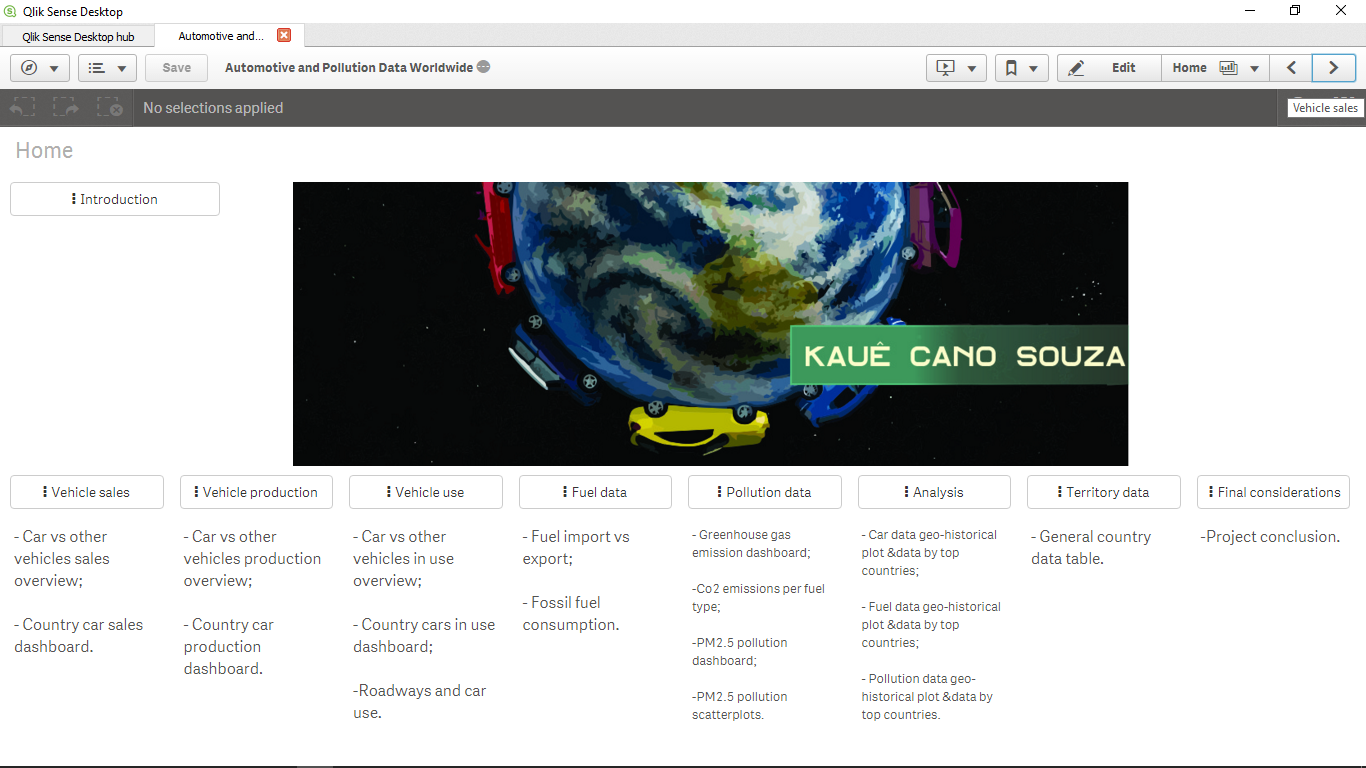 Qlik Sense Desktop
Qlik Sense Desktop hub
Automotive and...
Save
Automotive and Pollution Data Worldwide
Edit
Home
No selections applied
Vehicle sales
Home
Introduction
KAUÊ CANO SOUZA
Vehicle sales
- Car vs other
vehicles sales
overview;
- Country car sales
dashboard.
Vehicle production
- Car vs other
vehicles production
overview;
- Country car
production
dashboard.
Vehicle use
- Car vs other
vehicles in use
overview;
- Country cars in use
dashboard;
-Roadways and car
use.
Fuel data
- Fuel import vs
export;
- Fossil fuel
consumption.
Pollution data
- Greenhouse gas
emission dashboard;
-Co2 emissions per fuel
type;
-PM2.5 pollution
dashboard;
-PM2.5 pollution
scatterplots.
Analysis
- Car data geo-historical
plot &data by top
countries;
- Fuel data geo-historical
plot &data by top
countries;
- Pollution data geo-
historical plot &data by
top countries.
Territory data
- General country
data table.
Final considerations
-Project conclusion.